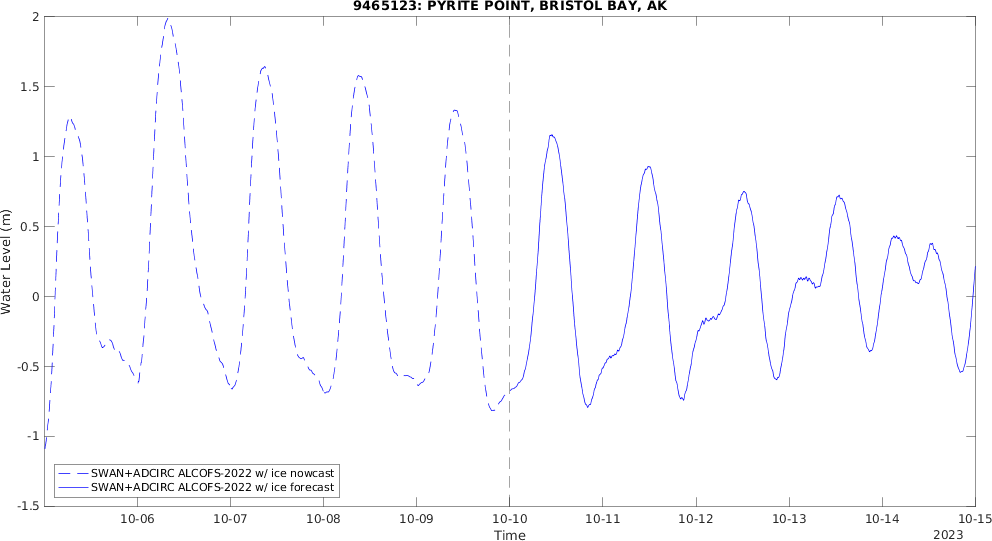 9465123: PYRITE POINT, BRISTOL BAY, AK
Water Level (m)
2
1.5
1
0.5
0
-0.5
-1
-1.5
SWAN+ADCIRC ALCOFS-2022 w/ ice nowcast
SWAN+ADCIRC ALCOFS-2022 w/ ice forecast
10-06 10-07 10-08 10-09 10-10 10-11 10-12 10-13 10-14 10-15
Time
2023